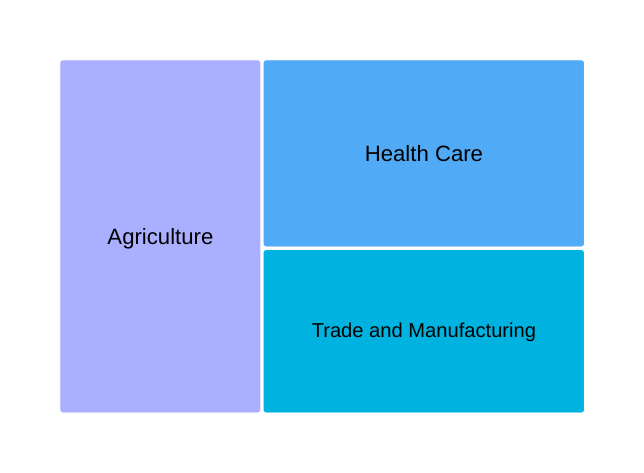 Agriculture
Health Care
Trade and Manufacturing